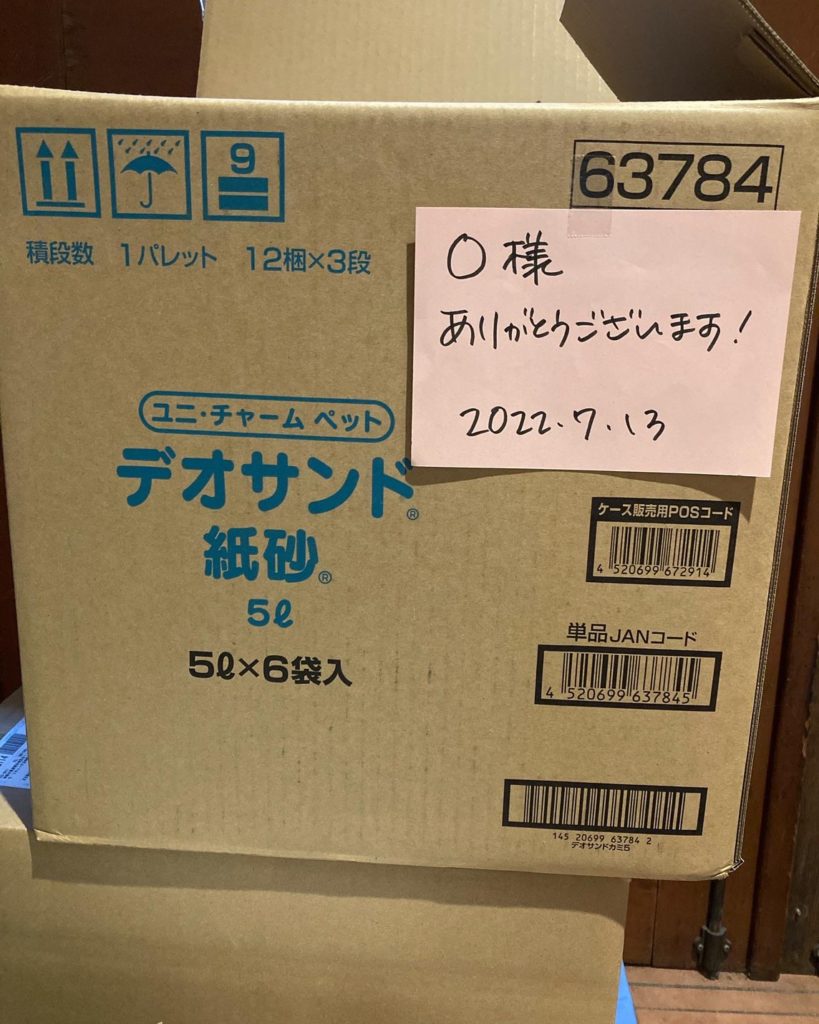 9
63784
積段数 1パレット 12梱×3段
O様
ありがとうございます!
2022.7.13
ユニ・チャーム ペット
デオサンド®
紙砂®
5ℓ
5ℓ×6袋入
ケース販売用POSコード
4 520699 672914
単品JANコード
4 520699 637845
145 20699 63784 2
デオサンドカミ5